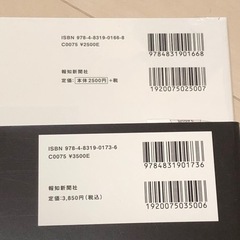 ISBN 978-4-8319-0166-8
C0075 ¥2500E
報知新聞社
定価:本体2500円+税
9784831901668
1920075025007
ISBN 978-4-8319-0173-6
C0075 ¥3500E
報知新聞社
定価:3,850円(税込)
9784831901736
1920075035006